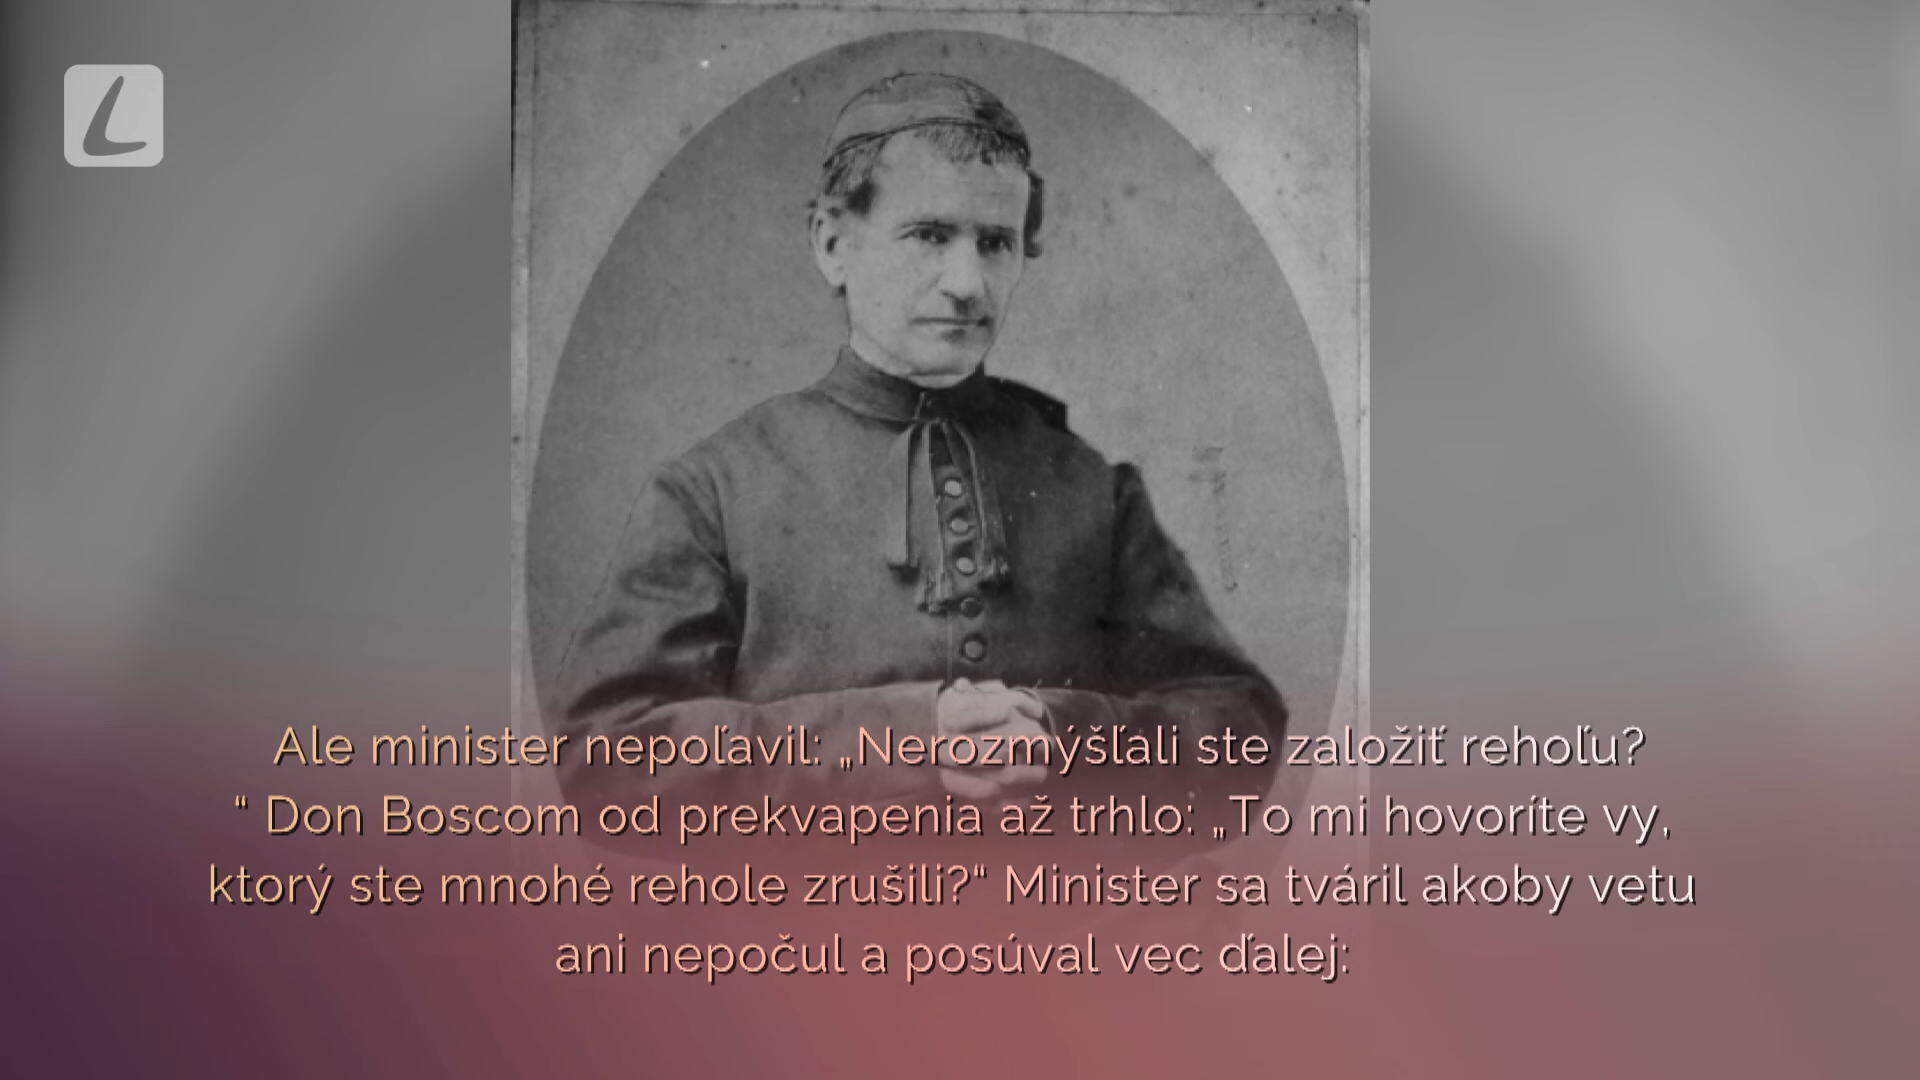 L
Ale minister nepoľavil: „Nerozmýšľali ste založiť rehoľu?
“ Don Boscom od prekvapenia až trhlo: „To mi hovoríte vy,
ktorý ste mnohé rehole zrušili?“ Minister sa tváril akoby vetu
ani nepočul a posúval vec ďalej: